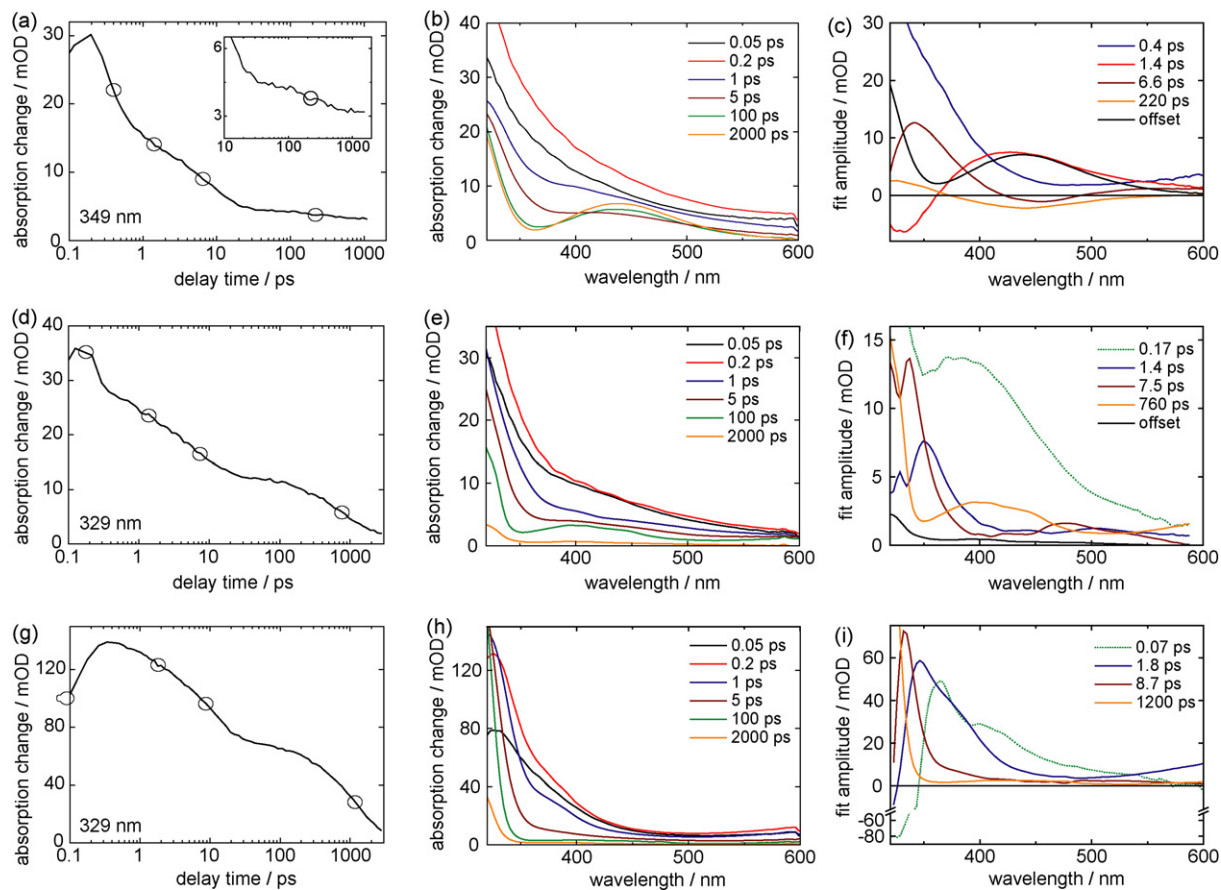 (a)
absorption change / mOD
30
20
10
0
6
3
10
100
1000
349 nm
0.1
1
10
100
1000
delay time / ps
(b)
absorption change / mOD
40
30
20
10
0
0.05 ps
0.2 ps
1 ps
5 ps
100 ps
2000 ps
400
500
600
wavelength / nm
(c)
fit amplitude / mOD
30
20
10
0
0.4 ps
1.4 ps
6.6 ps
220 ps
offset
400
500
600
wavelength / nm
(d)
absorption change / mOD
40
30
20
10
0
329 nm
0.1
1
10
100
1000
delay time / ps
(e)
absorption change / mOD
30
20
10
0
0.05 ps
0.2 ps
1 ps
5 ps
100 ps
2000 ps
400
500
600
wavelength / nm
(f)
fit amplitude / mOD
15
10
5
0
0.17 ps
1.4 ps
7.5 ps
760 ps
offset
400
500
600
wavelength / nm
(g)
absorption change / mOD
120
80
40
0
329 nm
0.1
1
10
100
1000
delay time / ps
(h)
absorption change / mOD
120
80
40
0
0.05 ps
0.2 ps
1 ps
5 ps
100 ps
2000 ps
400
500
600
wavelength / nm
(i)
fit amplitude / mOD
60
40
20
0
-60
-80
0.07 ps
1.8 ps
8.7 ps
1200 ps
400
500
600
wavelength / nm